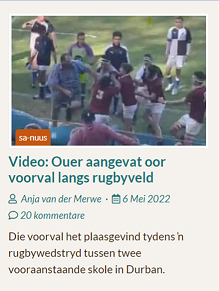 sa-nuus
Video: Ouer aangevat oor
voorval langs rugbyveld
Anja van der Merwe · 6 Mei 2022
20 kommentare
Die voorval het plaasgevind tydens 'n
rugbywedstryd tussen twee
vooraanstaande skole in Durban.